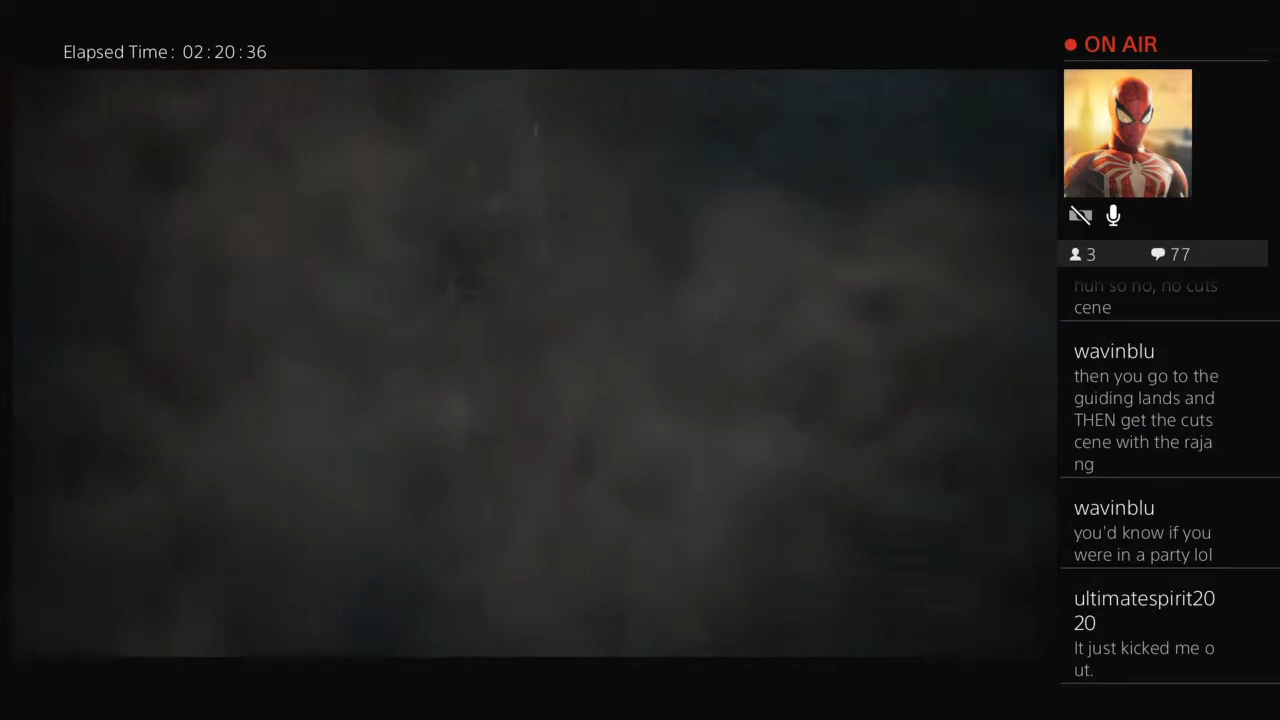 Elapsed Time: 02:20:36
ON AIR
3 77
huh so no, no cuts
cene
wavinblu
then you go to the
guiding lands and
THEN get the cuts
cene with the raja
ng
wavinblu
you'd know if you
were in a party lol
ultimatespirit20
20
It just kicked me o
ut.